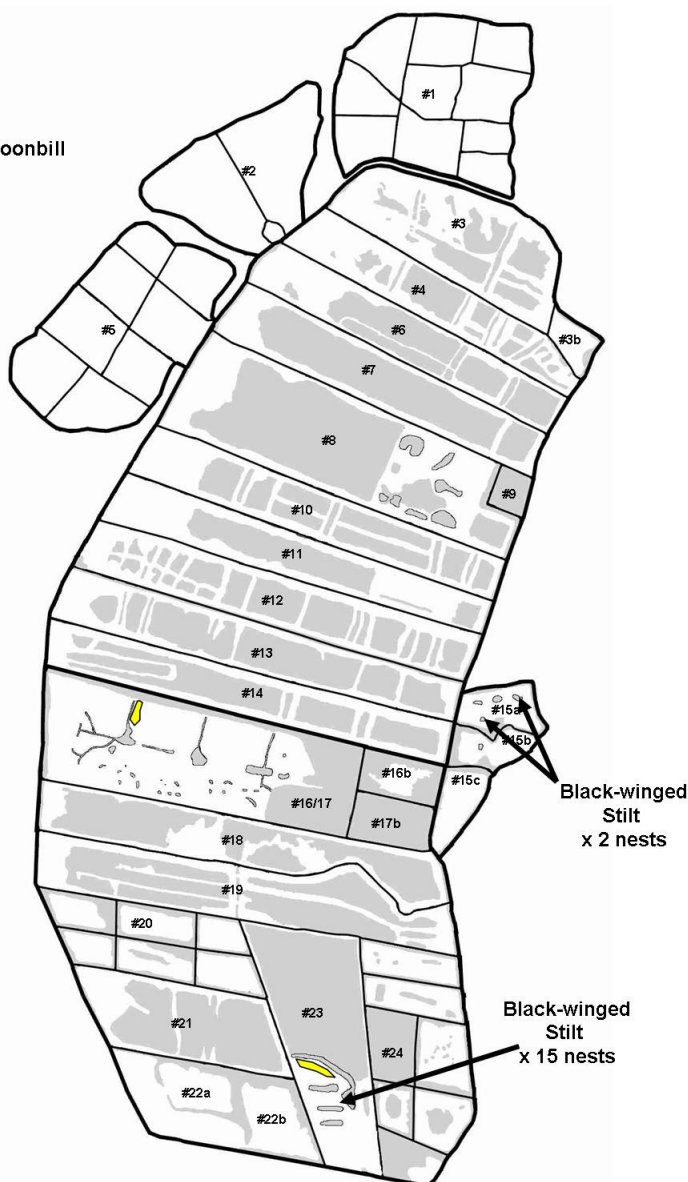 #1
oonbill
#2
#3
#4
#5
#6
#3b
#7
#8
#9
#10
#11
#12
#13
#14
#15a
#15b
#16b
#15c
#16/17
#17b
Black-winged
Stilt
x 2 nests
#18
#19
#20
#23
#21
#24
Black-winged
Stilt
x 15 nests
#22a
#22b